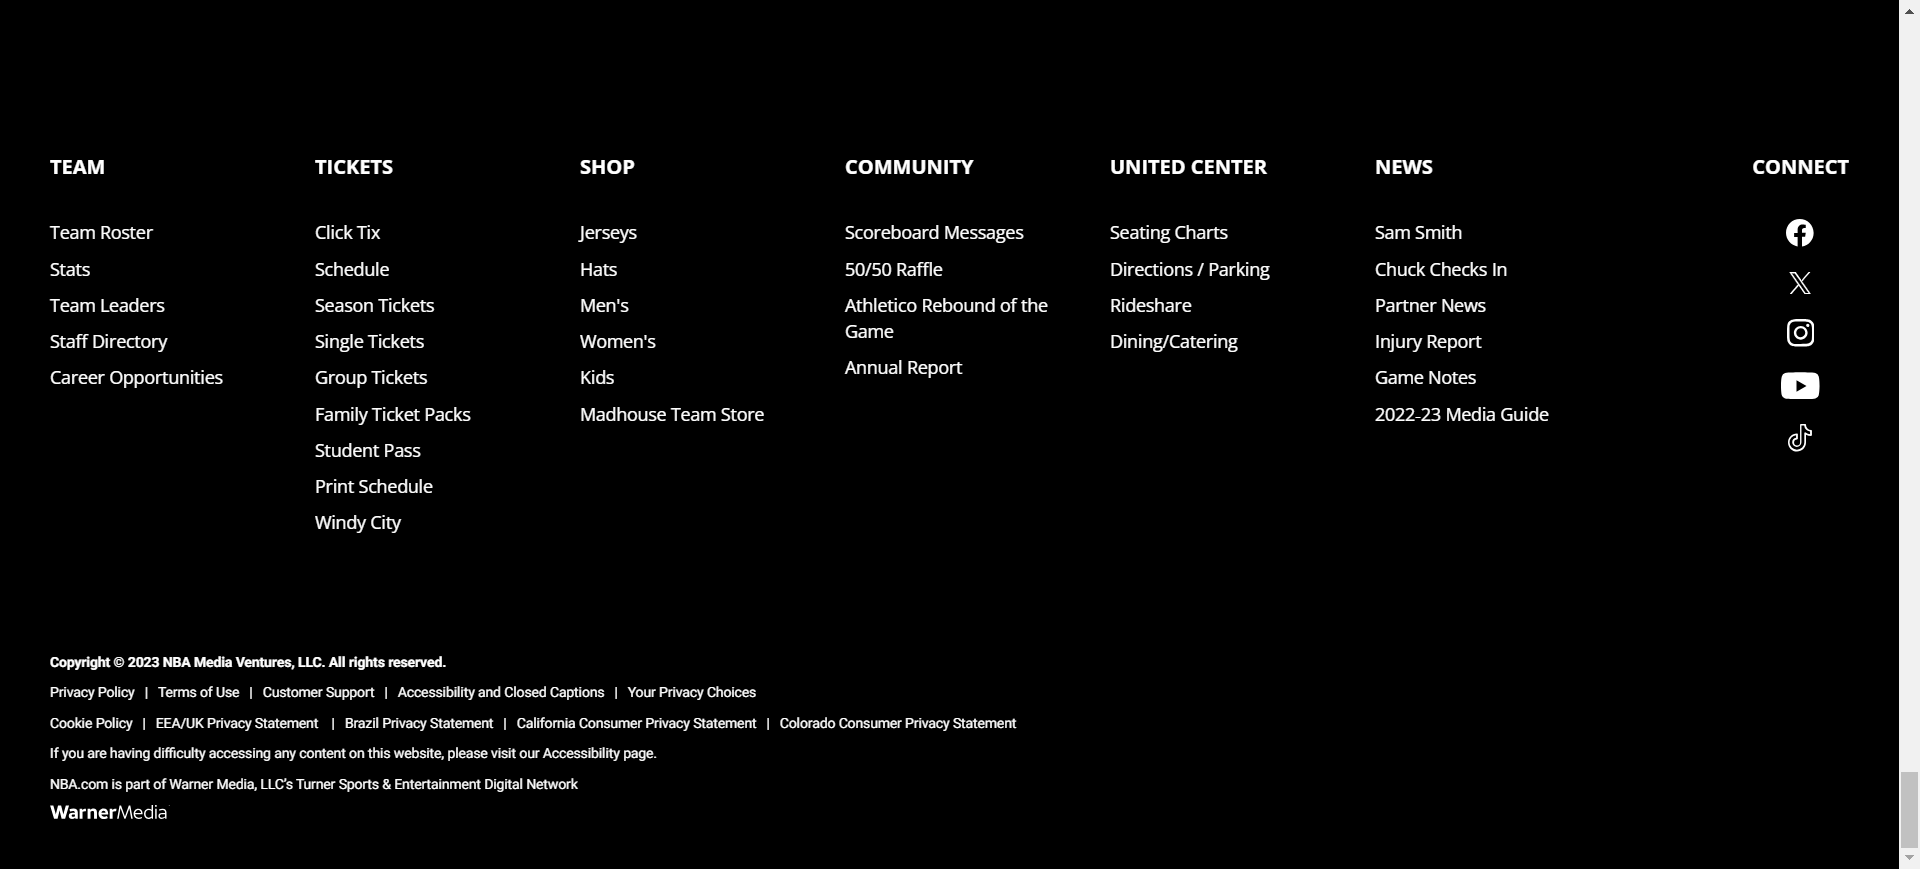 TEAM
Team Roster
Stats
Team Leaders
Staff Directory
Career Opportunities
TICKETS
Click Tix
Schedule
Season Tickets
Single Tickets
Group Tickets
Family Ticket Packs
Student Pass
Print Schedule
Windy City
SHOP
Jerseys
Hats
Men's
Women's
Kids
Madhouse Team Store
COMMUNITY
Scoreboard Messages
50/50 Raffle
Athletico Rebound of the
Game
Annual Report
UNITED CENTER
Seating Charts
Directions / Parking
Rideshare
Dining/Catering
NEWS
Sam Smith
Chuck Checks In
Partner News
Injury Report
Game Notes
2022-23 Media Guide
CONNECT
Copyright © 2023 NBA Media Ventures, LLC. All rights reserved.
Privacy Policy | Terms of Use | Customer Support | Accessibility and Closed Captions | Your Privacy Choices
Cookie Policy | EEA/UK Privacy Statement | Brazil Privacy Statement | California Consumer Privacy Statement | Colorado Consumer Privacy Statement
If you are having difficulty accessing any content on this website, please visit our Accessibility page.
NBA.com is part of Warner Media, LLC’s Turner Sports & Entertainment Digital Network
WarnerMedia